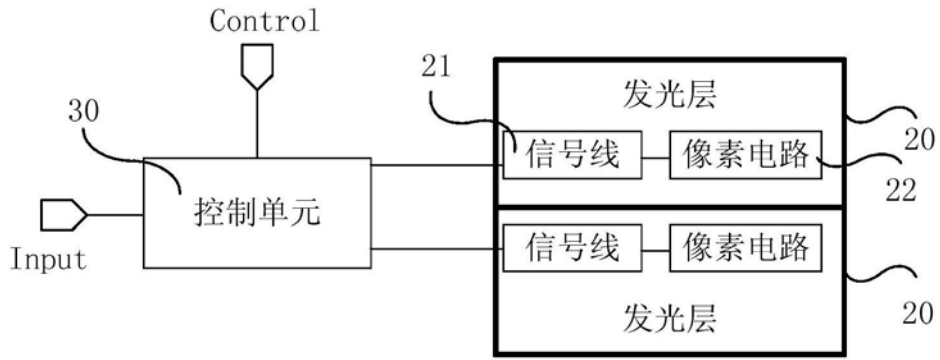 Control
30
21
发光层
20
信号线
像素电路
22
控制单元
Input
信号线
像素电路
20
发光层